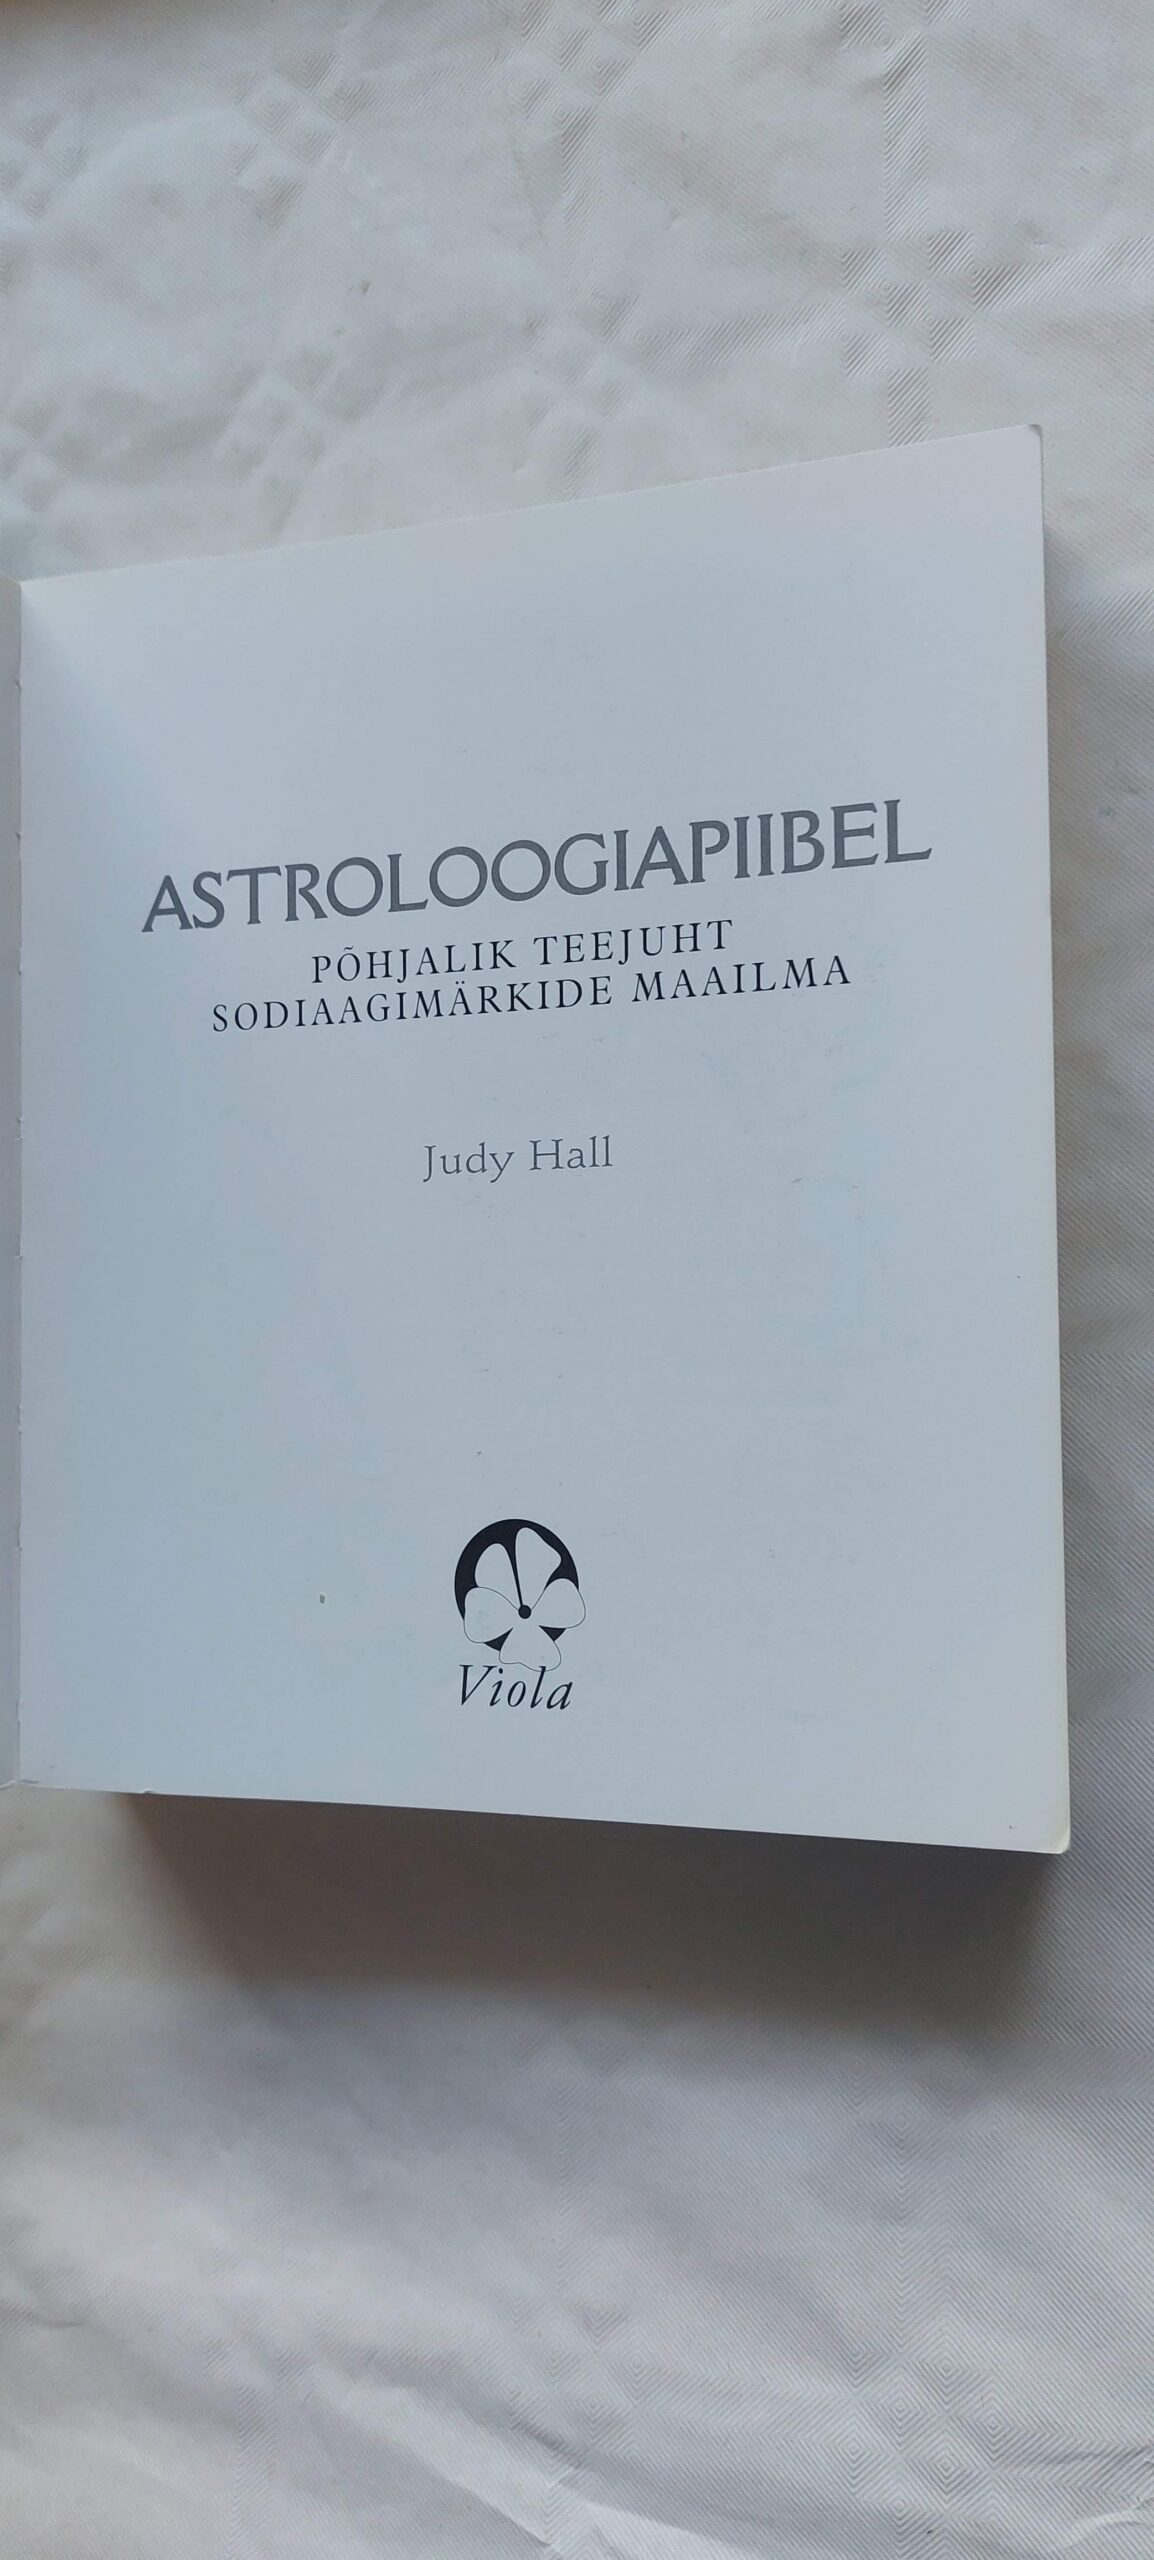 ASTROLOOGIAPIIBEL
PÕHJALIK TEEJUHT
SODIAAGIMÄRKIDE MAAILMA
Judy Hall
Viola